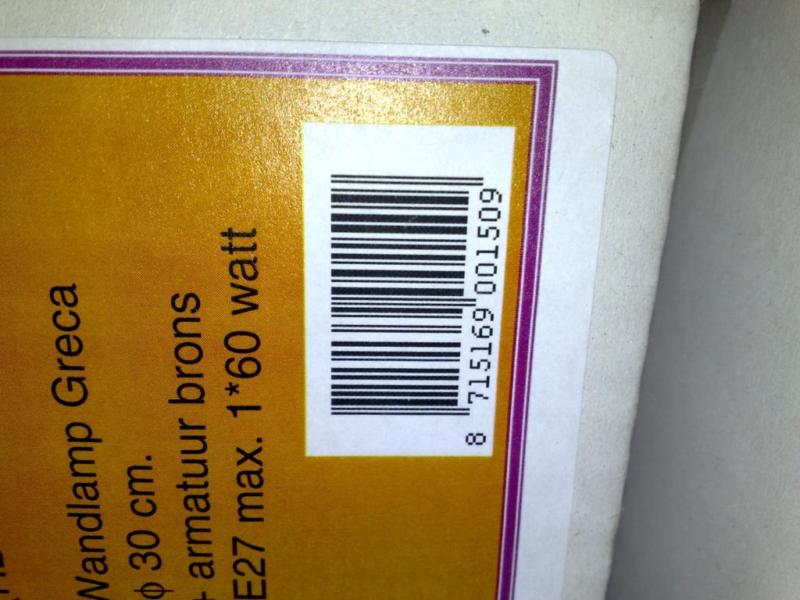 Wandlamp Greca
ϕ 30 cm.
+ armatuur brons
E27 max. 1*60 watt
8 715169 001509